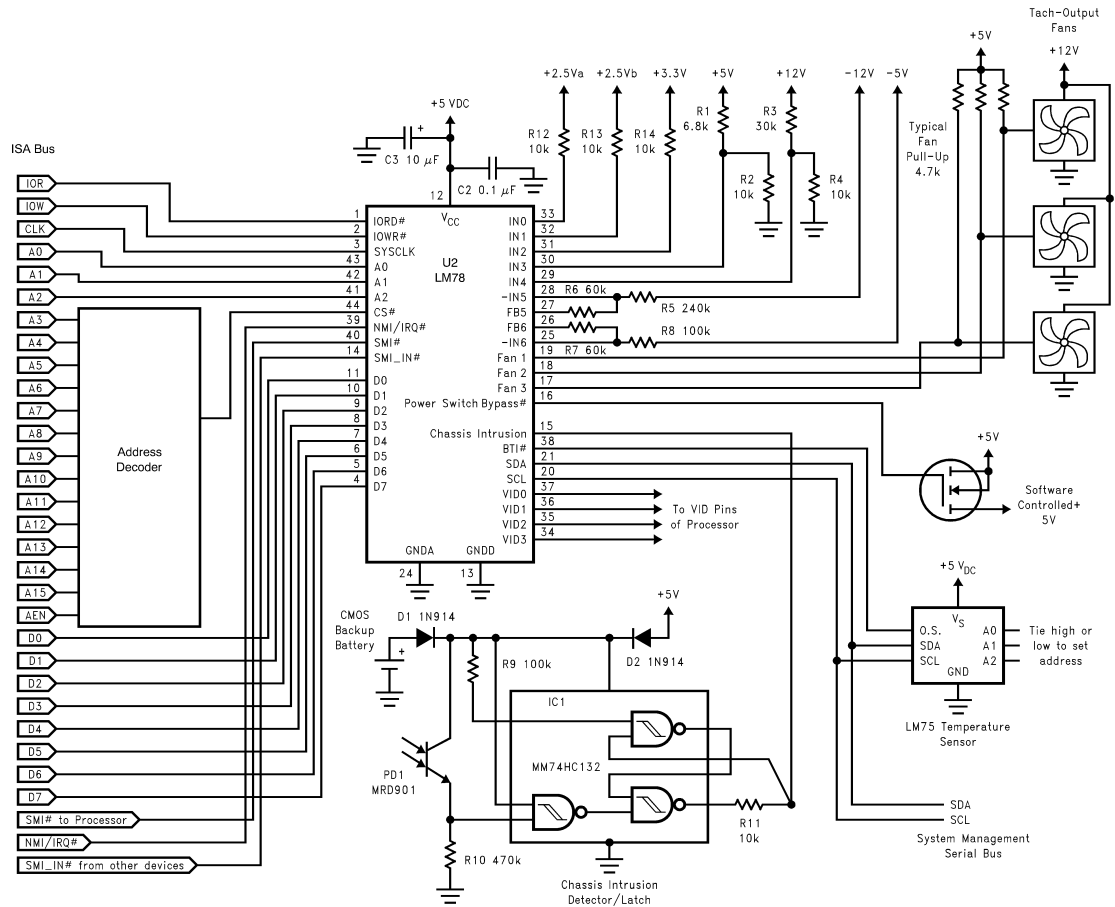 Tach-Output
Fans
+5V
+12V
+2.5Va
+2.5Vb
+3.3V
+5V
+12V
-12V
-5V
+5 VDC
C3 10 μF
+
C2 0.1 μF
R12
10k
R13
10k
R14
10k
R1
6.8k
R3
30k
R2
10k
R4
10k
Typical
Fan
Pull-Up
4.7k
ISA Bus
IOR
IOW
CLK
A0
A1
A2
A3
A4
A5
A6
A7
A8
A9
A10
A11
A12
A13
A14
A15
AEN
D0
D1
D2
D3
D4
D5
D6
D7
SMI# to Processor
NMI/IRQ#
SMI_IN# from other devices
Address
Decoder
12
VCC
U2
LM78
1 IORD#
2 IOWR#
3 SYSCLK
43 A0
42 A1
41 A2
44 CS#
39 NMI/IRQ#
40 SMI#
14 SMI_IN#
11 D0
10 D1
9 D2
8 D3
7 D4
6 D5
5 D6
4 D7
IN0 33
IN1 32
IN2 31
IN3 30
IN4 29
-IN5 28
FB5 27
FB6 26
-IN6 25
Fan 1 19
Fan 2 18
Fan 3 17
Power Switch Bypass# 16
Chassis Intrusion 15
BTI# 38
SDA 21
SCL 20
VID0 37
VID1 36
VID2 35
VID3 34
GNDA
GNDD
24
13
R6 60k
R5 240k
R8 100k
R7 60k
To VID Pins
of Processor
+5V
Software
Controlled+
5V
+5 VDC
VS
O.S.
SDA
SCL
A0
A1
A2
GND
Tie high or
low to set
address
LM75 Temperature
Sensor
CMOS
Backup
Battery
+
D1 1N914
+5V
D2 1N914
R9 100k
IC1
MM74HC132
PD1
MRD901
R10 470k
R11
10k
Chassis Intrusion
Detector/Latch
SDA
SCL
System Management
Serial Bus